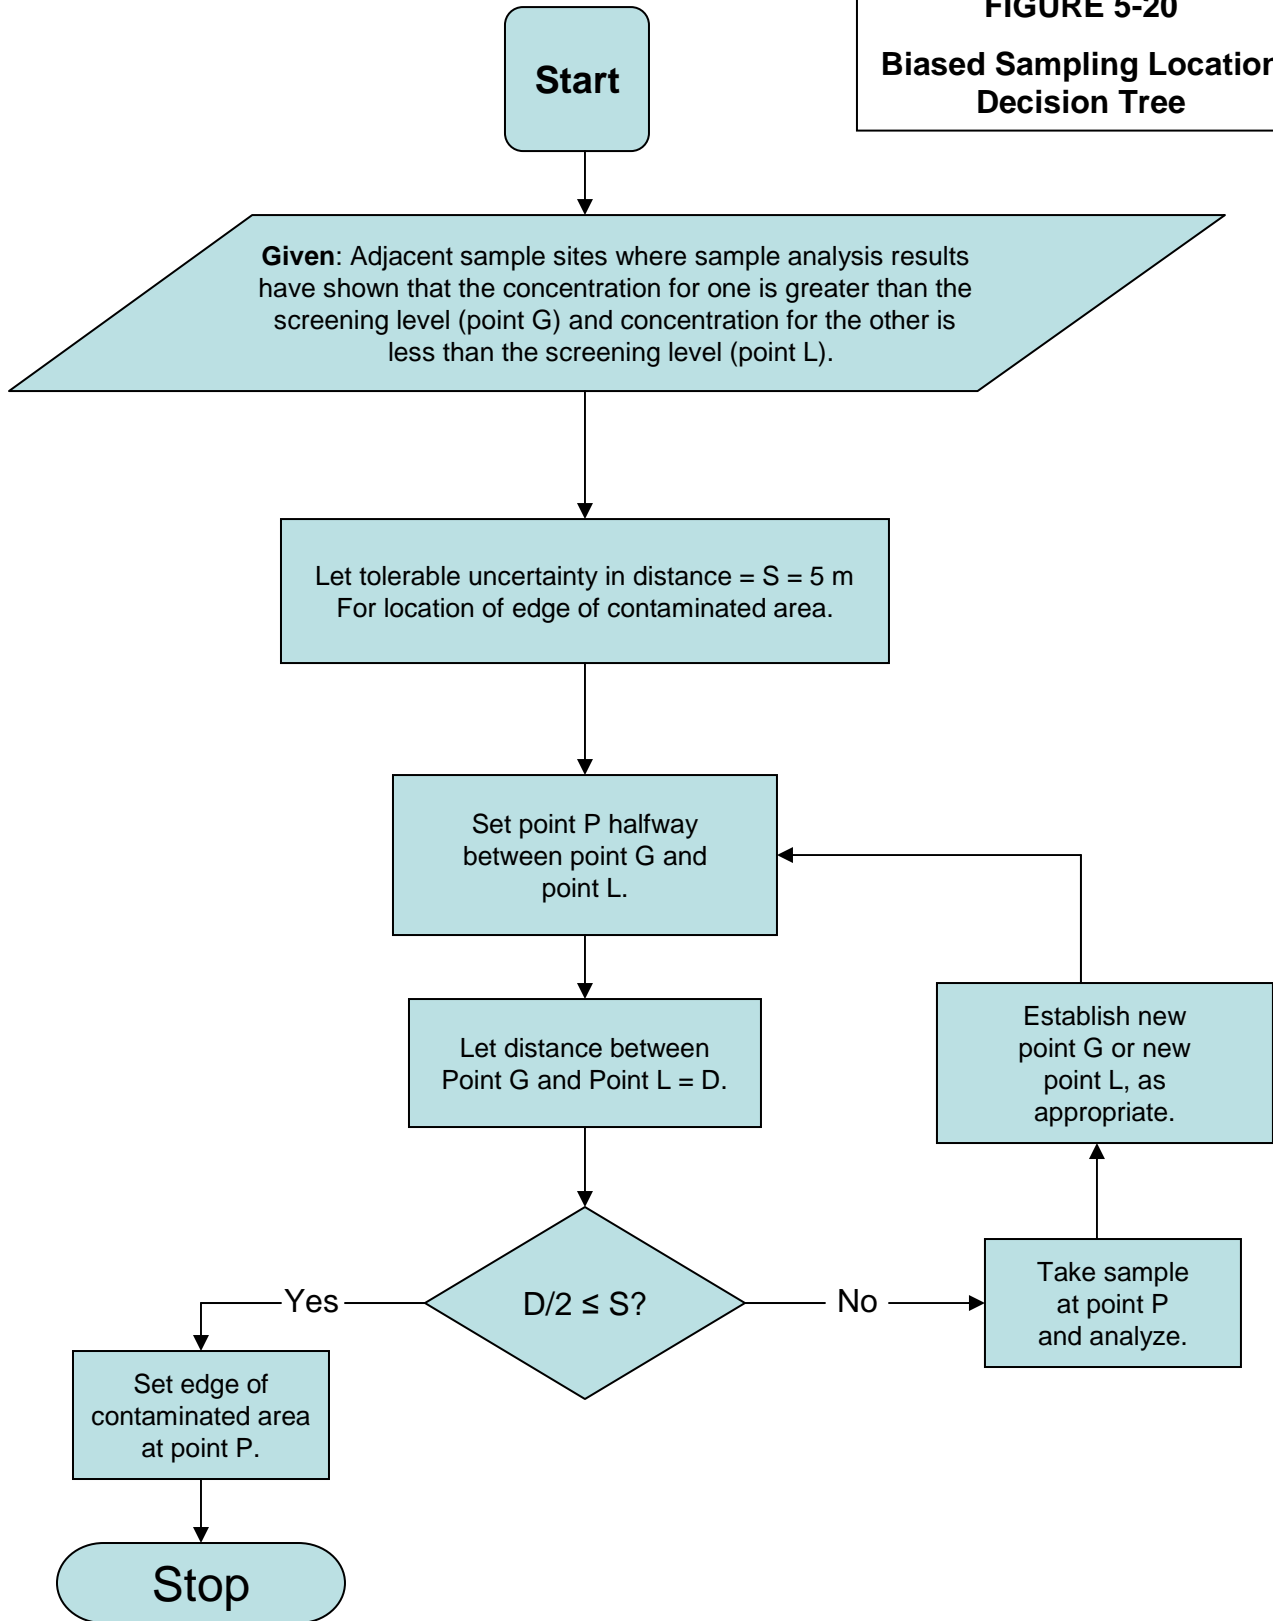 FIGURE 5-20
Biased Sampling Location
Decision Tree
Start
Given: Adjacent sample sites where sample analysis results
have shown that the concentration for one is greater than the
screening level (point G) and concentration for the other is
less than the screening level (point L).
Let tolerable uncertainty in distance = S = 5 m
For location of edge of contaminated area.
Set point P halfway
between point G and
point L.
Let distance between
Point G and Point L = D.
Establish new
point G or new
point L, as
appropriate.
D/2 ≤ S?
Yes
No
Take sample
at point P
and analyze.
Set edge of
contaminated area
at point P.
Stop